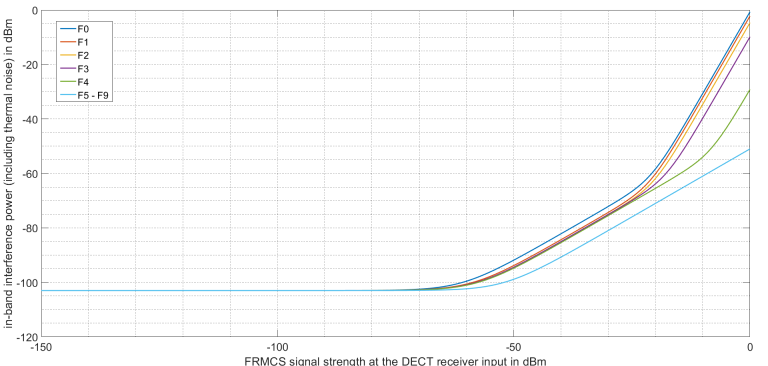 in-band interference power (including thermal noise) in dBm
0
-20
-40
-60
-80
-100
-120
F0
F1
F2
F3
F4
F5 - F9
-150
-100
-50
0
FRMCS signal strength at the DECT receiver input in dBm